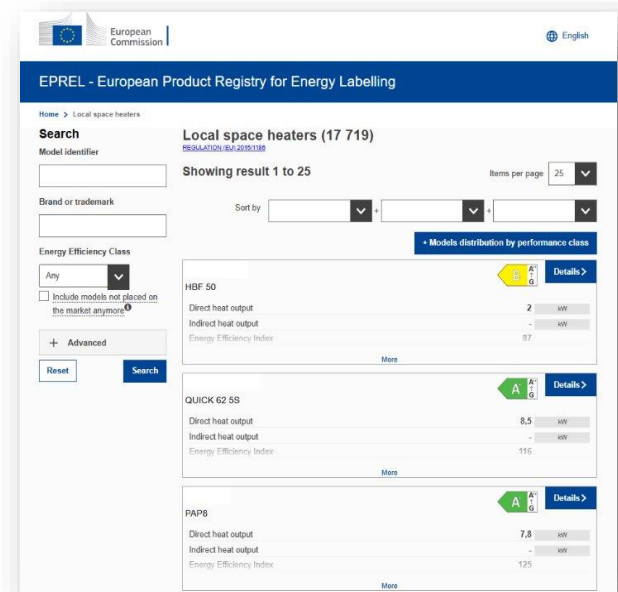 European
Commission
English
EPREL - European Product Registry for Energy Labelling
Home > Local space heaters
Search
Model identifier
Brand or trademark
Energy Efficiency Class
Any
Include models not placed on
the market anymore
+ Advanced
Reset
Search
Local space heaters (17 719)
REGULATION (EU) 2015/1186
Showing result 1 to 25
Items per page 25
Sort by
+
+
+ Models distribution by performance class
B
A++
↑
G
Details >
HBF 50
Direct heat output 2 kW
Indirect heat output - kW
Energy Efficiency Index 87
More
A+
A++
↑
G
Details >
QUICK 62 5S
Direct heat output 8,5 kW
Indirect heat output - kW
Energy Efficiency Index 116
More
A+
A++
↑
G
Details >
PAP8
Direct heat output 7,8 kW
Indirect heat output - kW
Energy Efficiency Index 125
More